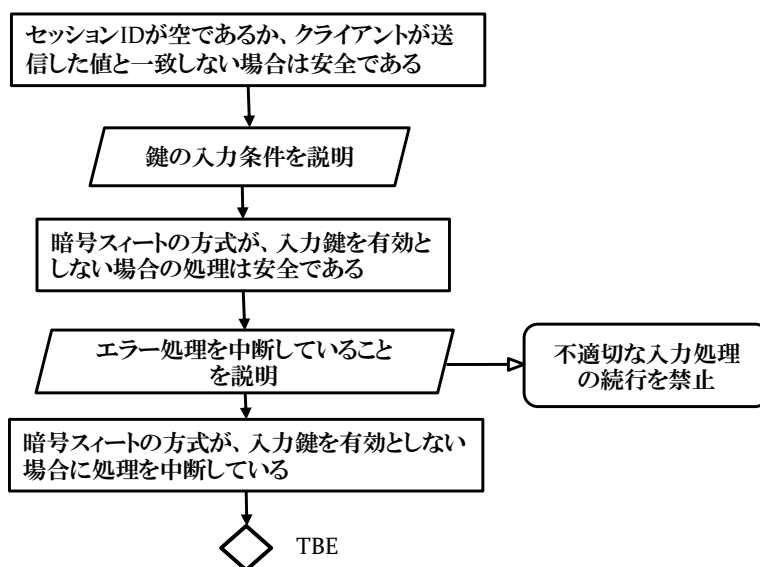 セッションIDが空であるか、クライアントが送
信した値と一致しない場合は安全である
鍵の入力条件を説明
暗号スィートの方式が、入力鍵を有効と
しない場合の処理は安全である
エラー処理を中断していること
を説明
不適切な入力処理
の続行を禁止
暗号スィートの方式が、入力鍵を有効としない
場合に処理を中断している
TBE